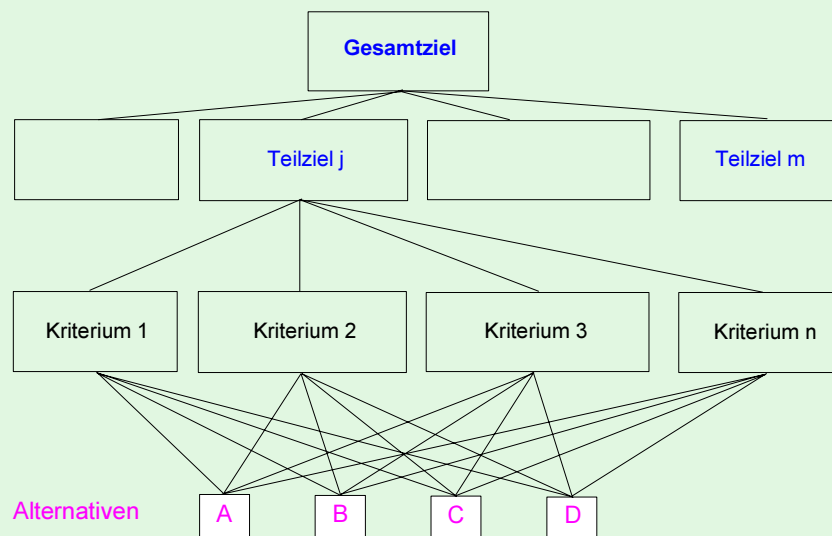 Gesamtziel
Teilziel j
Teilziel m
Kriterium 1
Kriterium 2
Kriterium 3
Kriterium n
Alternativen
A
B
C
D